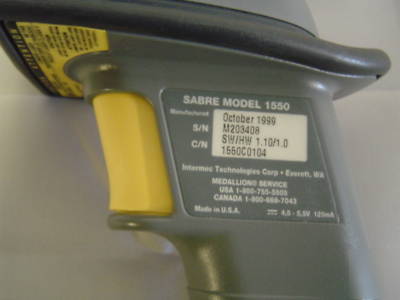 SABRE MODEL 1550
Manufactured October 1999
S/N M203408
C/N SW/HW 1.10/1.0
1550C0104
Intermec Technologies Corp • Everett, WA
MEDALLION® SERVICE
USA 1-800-755-5505
CANADA 1-800-668-7043
Made in U.S.A. 4,5 - 5,5V 125mA